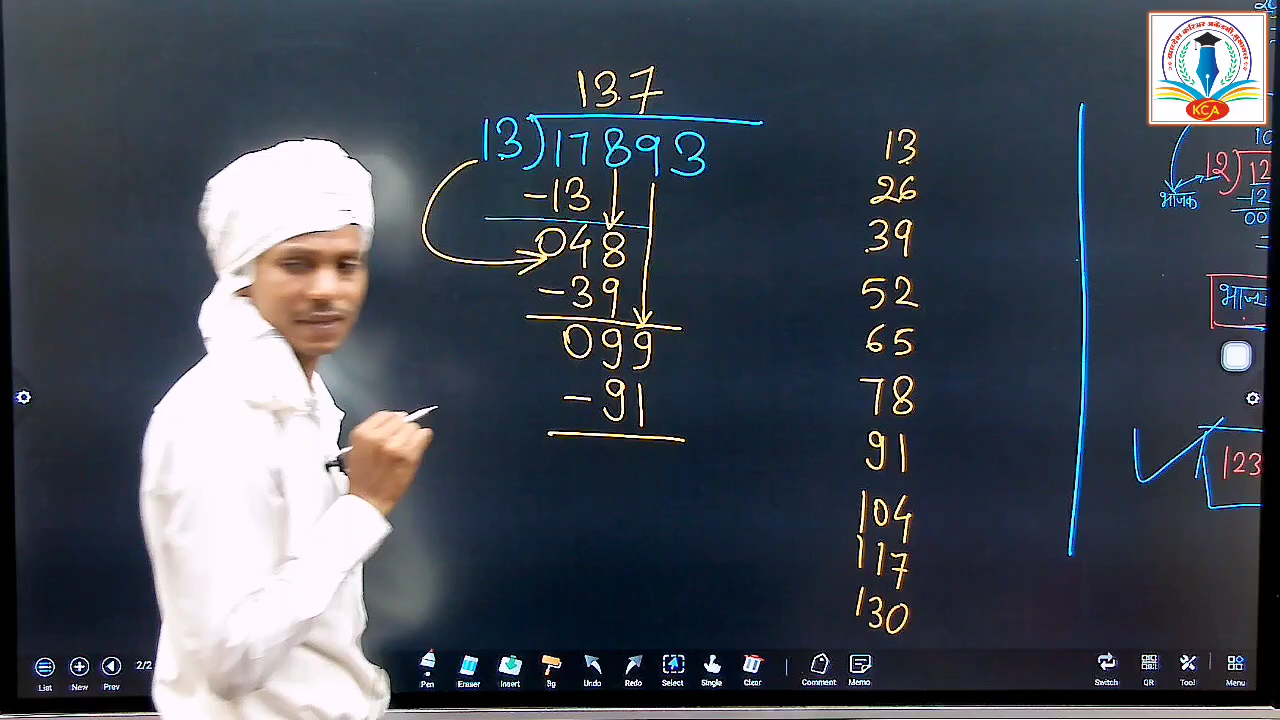 137
13)17893
-13
048
-39
099
-91
13
26
39
52
65
78
91
104
117
130
12
भाजक
123
KCA
List
New
Prev
2/2
Pen
Eraser
Insert
Bg
Undo
Redo
Select
Single
Clear
Comment
Memo
Switch
QR
Tool
Menu